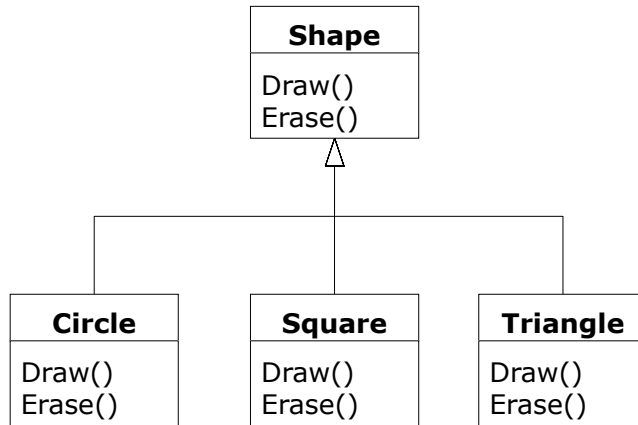 Shape
Draw()
Erase()
Circle
Draw()
Erase()
Square
Draw()
Erase()
Triangle
Draw()
Erase()